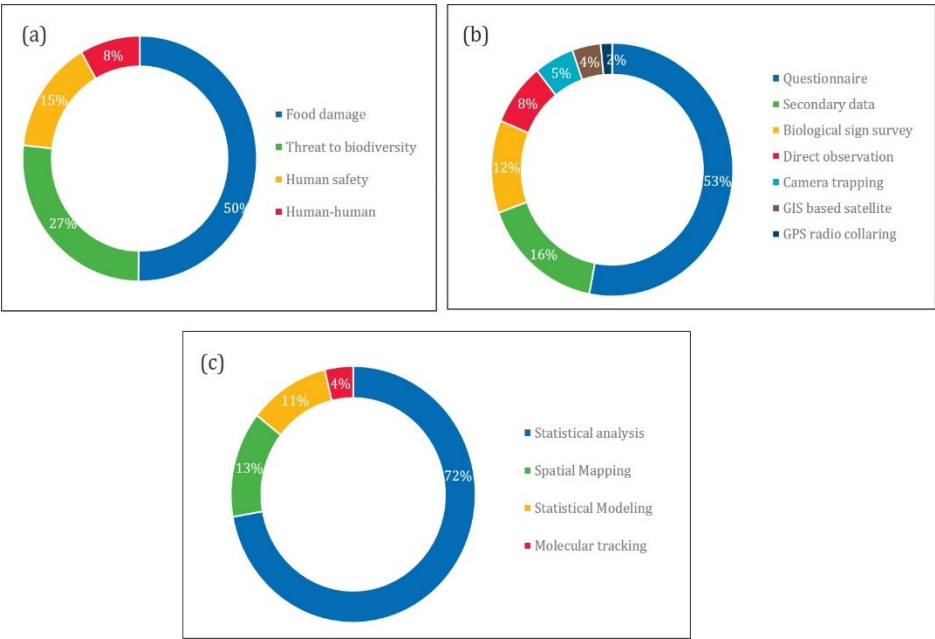 (a)
8%
15%
27%
50%
Food damage
Threat to biodiversity
Human safety
Human-human
(b)
2%
4%
5%
8%
12%
16%
53%
Questionnaire
Secondary data
Biological sign survey
Direct observation
Camera trapping
GIS based satellite
GPS radio collaring
(c)
4%
11%
13%
72%
Statistical analysis
Spatial Mapping
Statistical Modeling
Molecular tracking